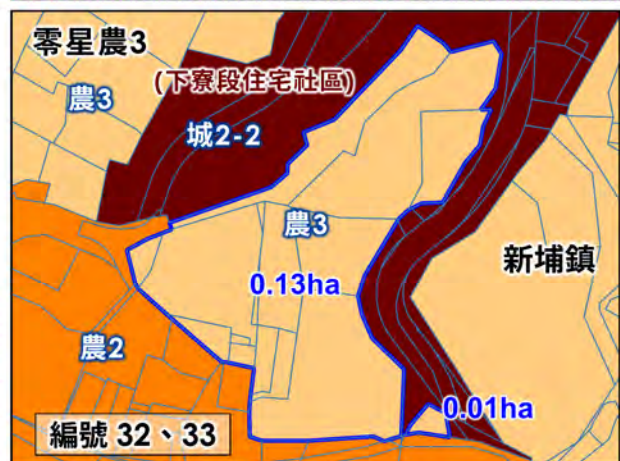 零星農3
農3
(下寮段住宅社區)
城2-2
農3
新埔鎮
0.13ha
農2
0.01ha
編號 32、33